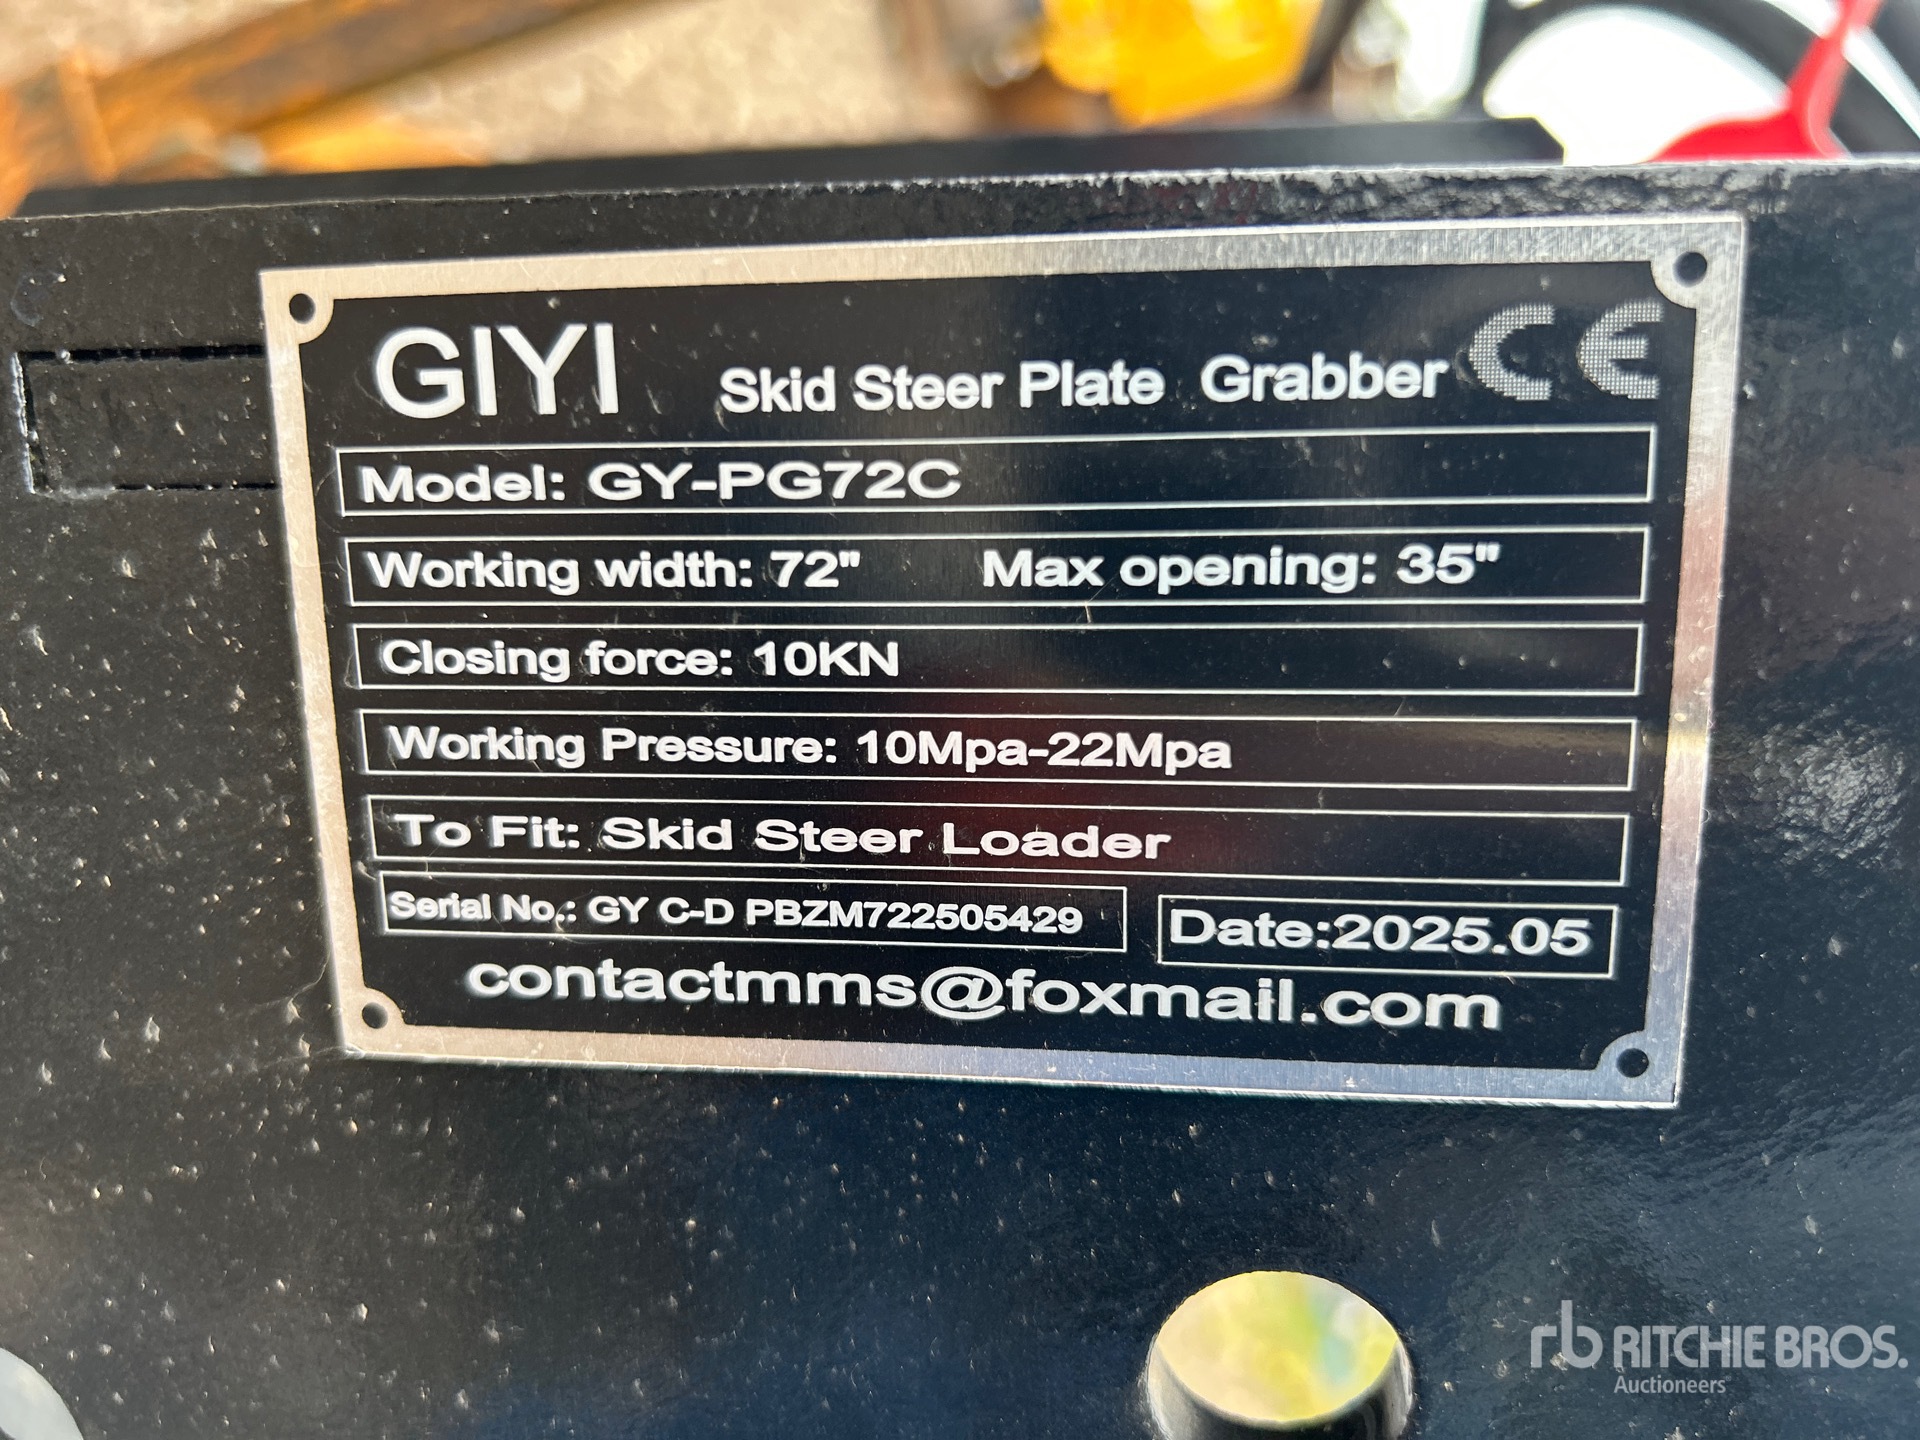 GIYI Skid Steer Plate Grabber CE
Model: GY-PG72C
Working width: 72" Max opening: 35"
Closing force: 10KN
Working Pressure: 10Mpa-22Mpa
To Fit: Skid Steer Loader
Serial No.: GY C-D PBZM722505429 Date:2025.05
contactmms@foxmail.com
rb RITCHIE BROS.
Auctioneers